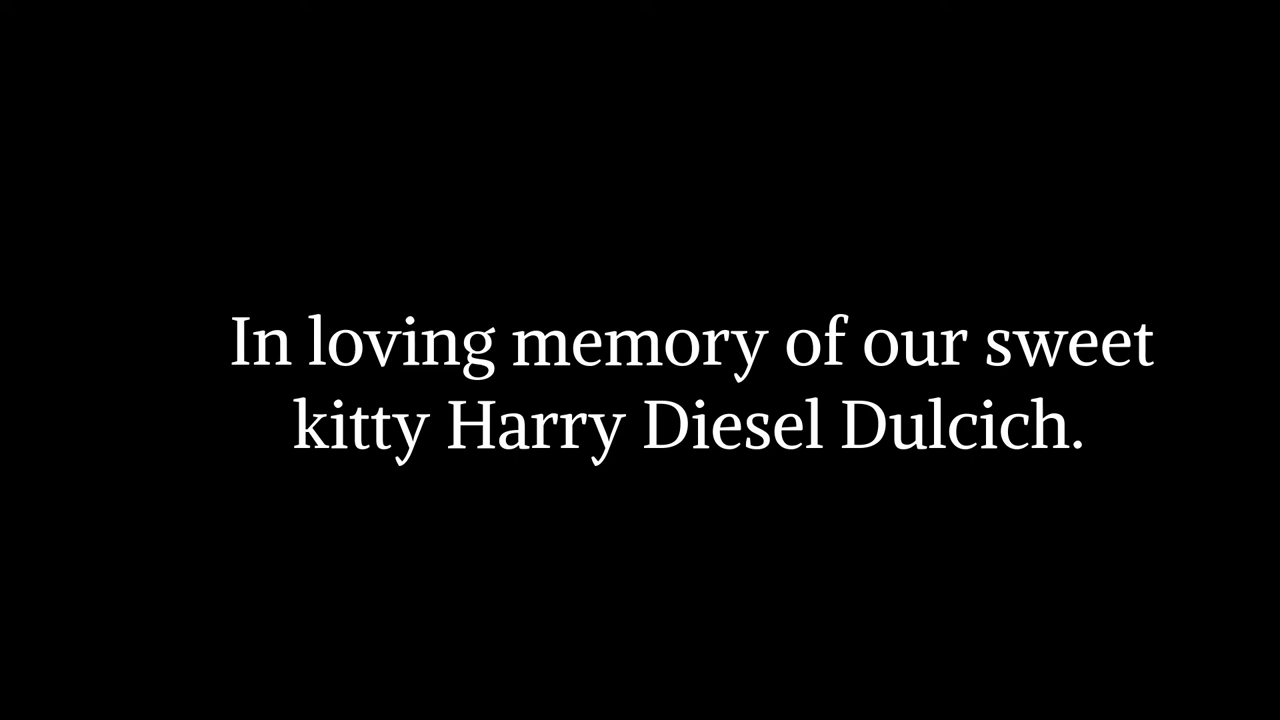 In loving memory of our sweet
kitty Harry Diesel Dulcich.